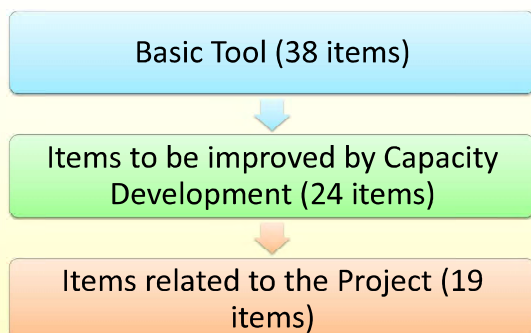 Basic Tool (38 items)
Items to be improved by Capacity
Development (24 items)
Items related to the Project (19
items)